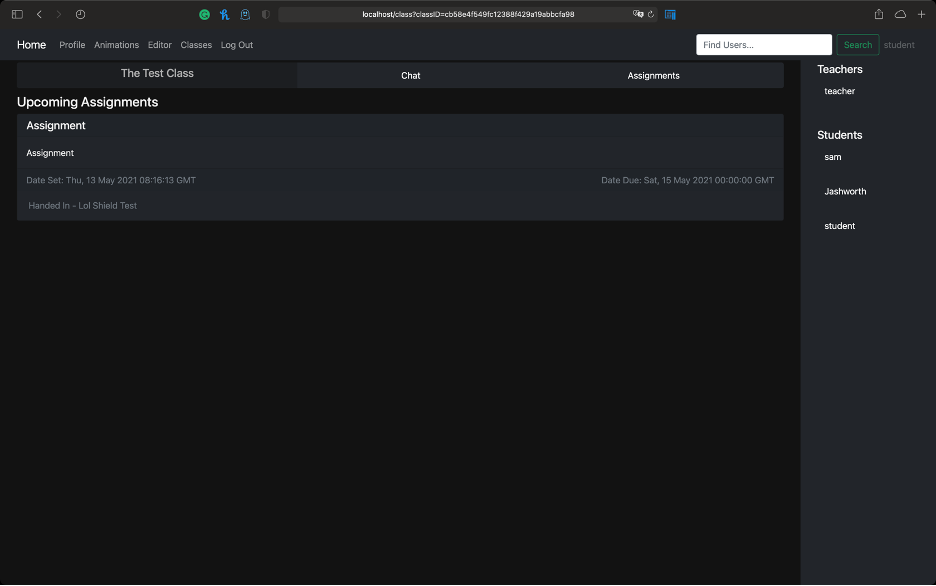 localhost/class?classID=cb58e4f549fc12388f429a19abbcfa98
Home Profile Animations Editor Classes Log Out Find Users... Search student
The Test Class Chat Assignments
Upcoming Assignments
Assignment
Assignment
Date Set: Thu, 13 May 2021 08:16:13 GMT Date Due: Sat, 15 May 2021 00:00:00 GMT
Handed In - Lol Shield Test
Teachers
teacher
Students
sam
Jashworth
student